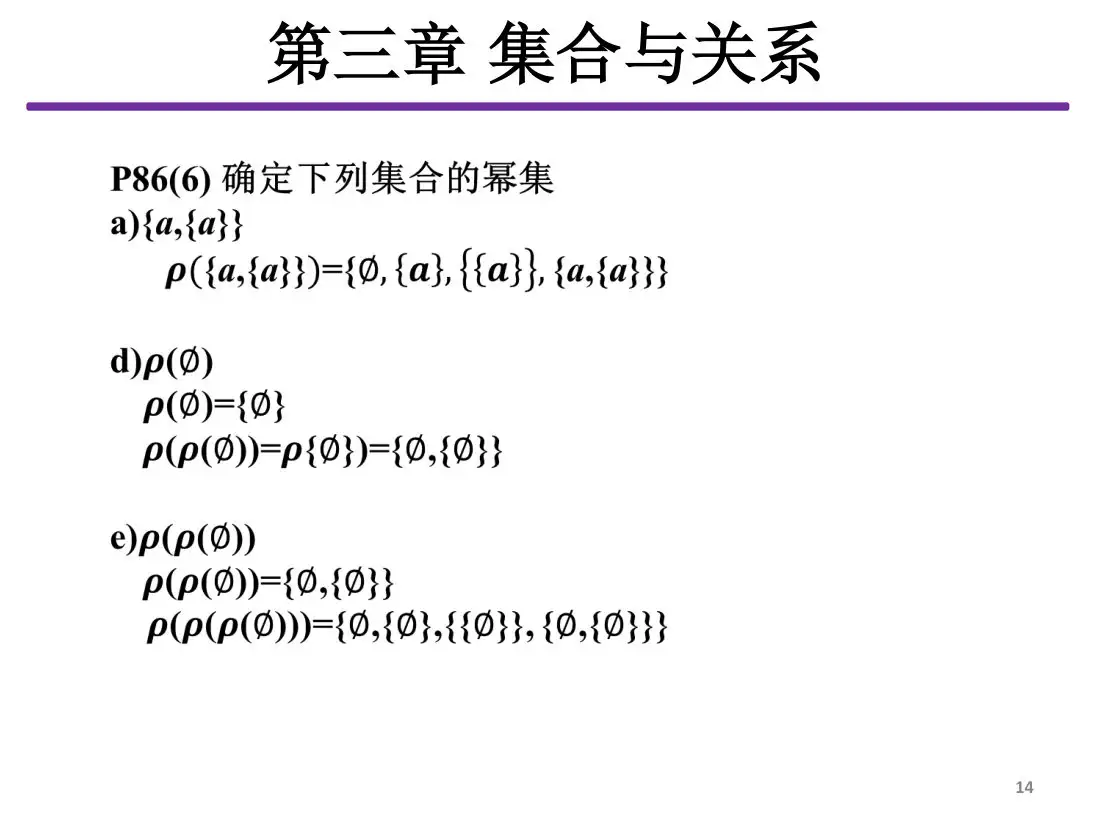 第三章 集合与关系
P86(6) 确定下列集合的幂集
a){a,{a}}
ρ({a,{a}})={∅, {a}, {{a}}, {a,{a}}}
d)ρ(∅)
ρ(∅)={∅}
ρ(ρ(∅))=ρ{∅})={∅,{∅}}
e)ρ(ρ(∅))
ρ(ρ(∅))={∅,{∅}}
ρ(ρ(ρ(∅)))={∅,{∅},{{∅}}, {∅,{∅}}}
14